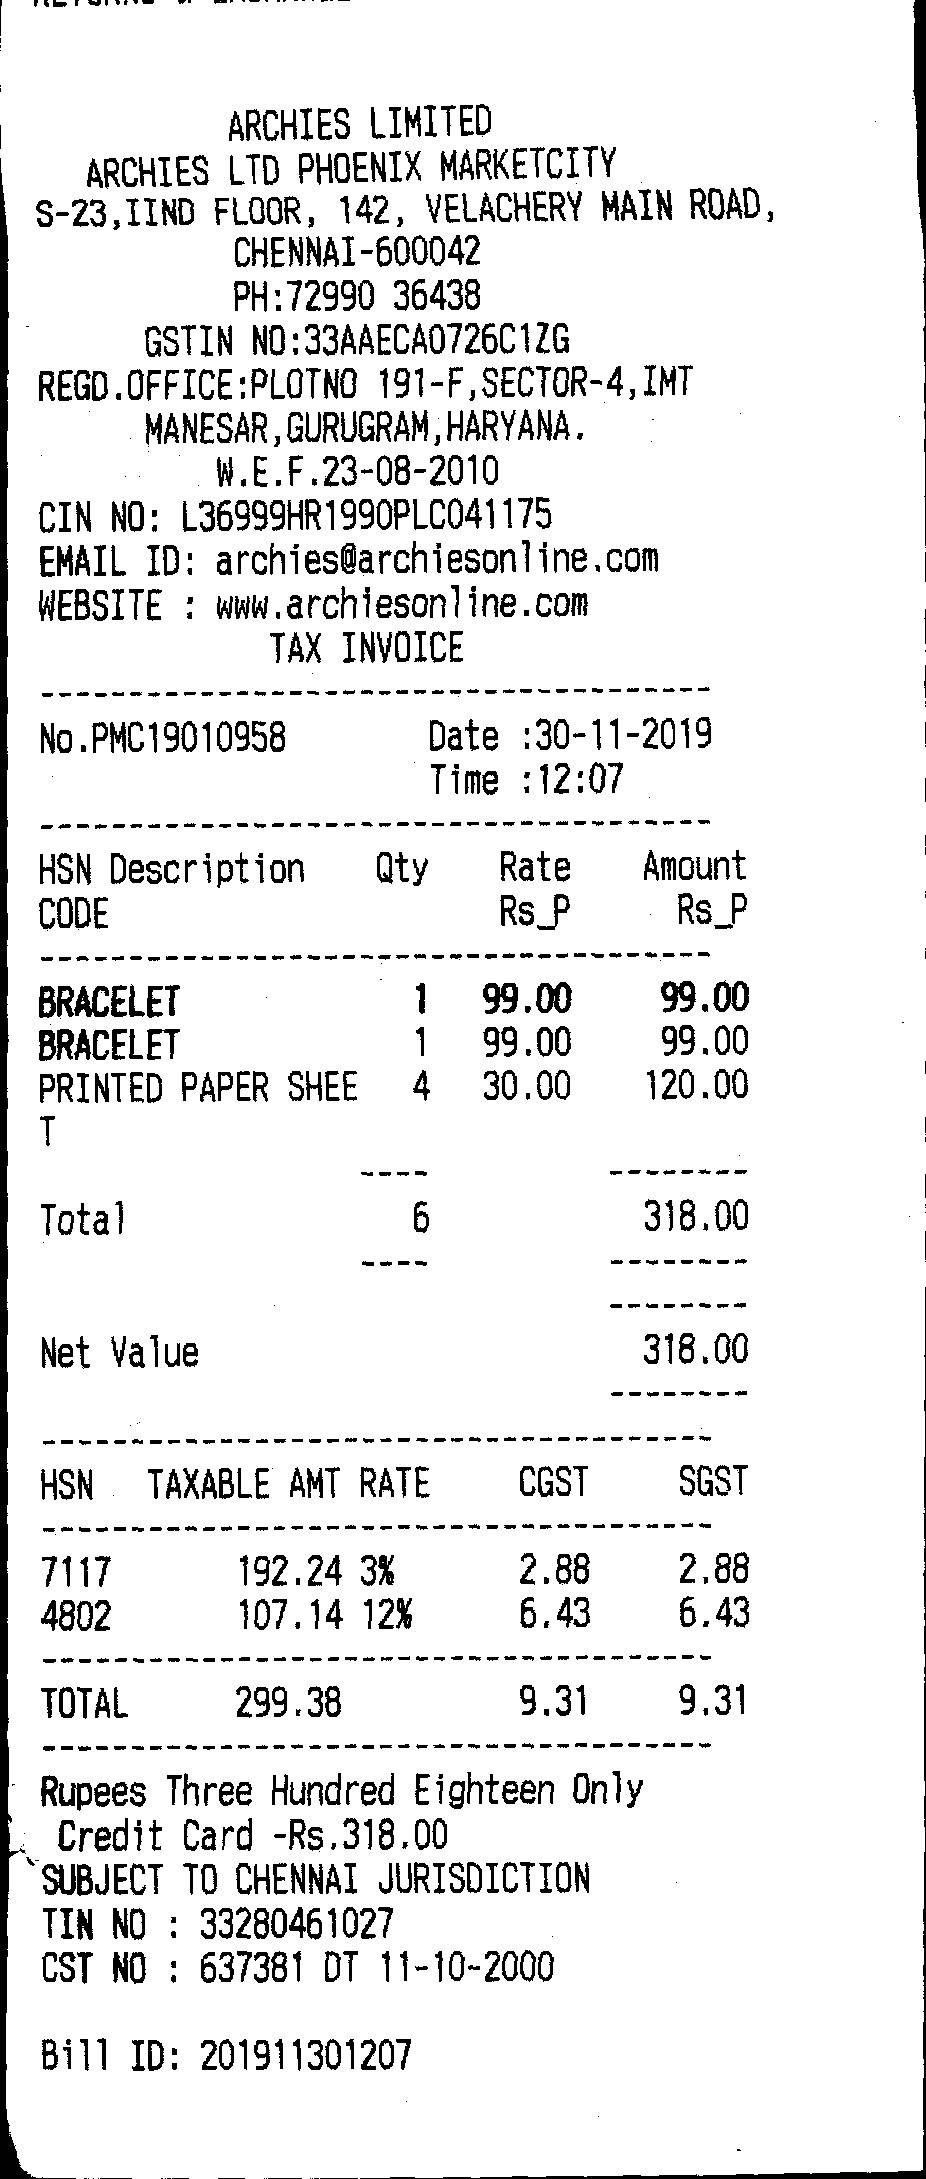 ARCHIES LIMITED
ARCHIES LTD PHOENIX MARKETCITY
S-23,IIND FLOOR, 142, VELACHERY MAIN ROAD,
CHENNAI-600042
PH:72990 36438
GSTIN NO:33AAECA0726C1ZG
REGD.OFFICE:PLOTNO 191-F,SECTOR-4,IMT
MANESAR,GURUGRAM,HARYANA.
W.E.F.23-08-2010
CIN NO: L36999HR1990PLC041175
EMAIL ID: archies@archiesonline.com
WEBSITE : www.archiesonline.com
TAX INVOICE
No.PMC19010958 Date :30-11-2019
Time :12:07
HSN Description Qty Rate Amount
CODE Rs_P Rs_P
BRACELET 1 99.00 99.00
BRACELET 1 99.00 99.00
PRINTED PAPER SHEE 4 30.00 120.00
T
Total 6 318.00
Net Value 318.00
HSN TAXABLE AMT RATE CGST SGST
7117 192.24 3% 2.88 2.88
4802 107.14 12% 6.43 6.43
TOTAL 299.38 9.31 9.31
Rupees Three Hundred Eighteen Only
Credit Card -Rs.318.00
SUBJECT TO CHENNAI JURISDICTION
TIN NO : 33280461027
CST NO : 637381 DT 11-10-2000
Bill ID: 201911301207